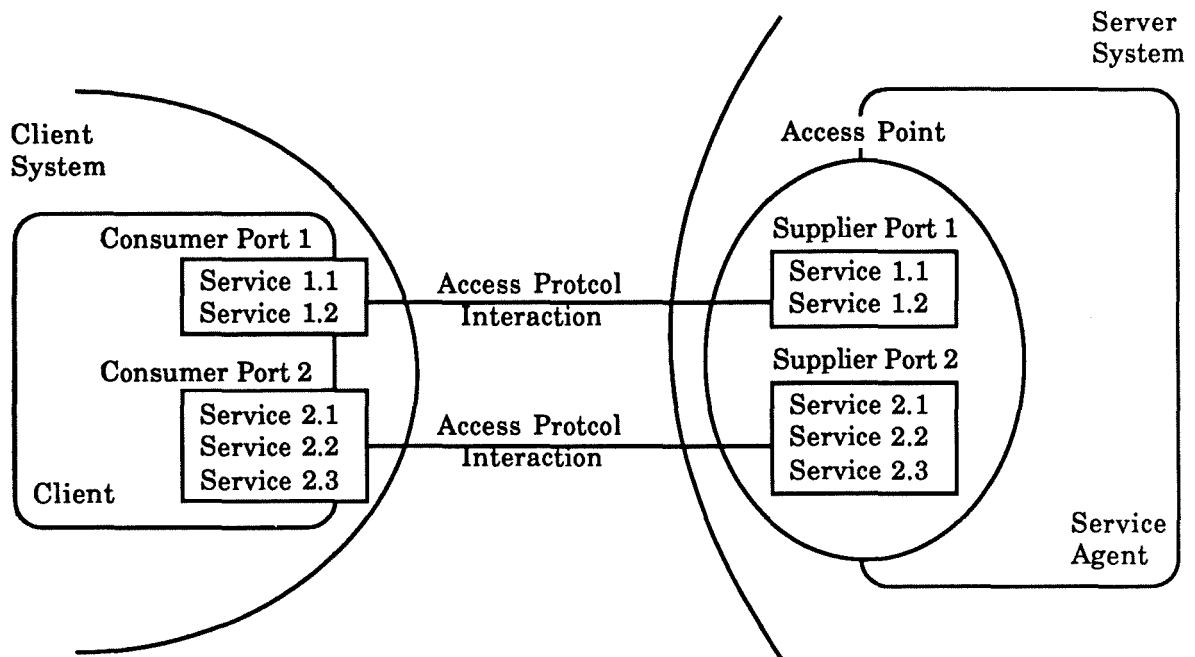 Server
System
Client
System
Access Point
Consumer Port 1
Service 1.1
Service 1.2
Access Protcol
Interaction
Supplier Port 1
Service 1.1
Service 1.2
Consumer Port 2
Service 2.1
Service 2.2
Service 2.3
Client
Access Protcol
Interaction
Supplier Port 2
Service 2.1
Service 2.2
Service 2.3
Service
Agent